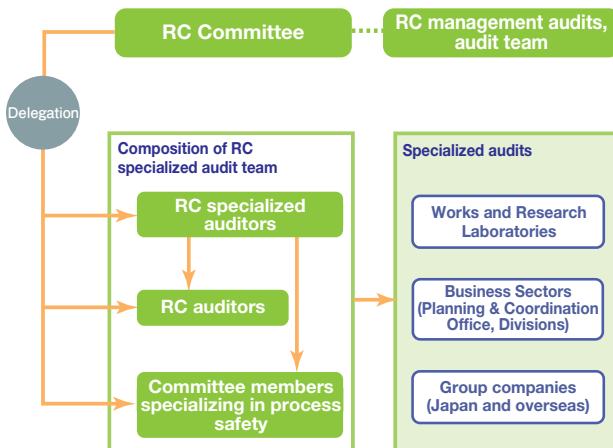 RC Committee
RC management audits,
audit team
Delegation
Composition of RC
specialized audit team
RC specialized
auditors
RC auditors
Committee members
specializing in process
safety
Specialized audits
Works and Research
Laboratories
Business Sectors
(Planning & Coordination
Office, Divisions)
Group companies
(Japan and overseas)